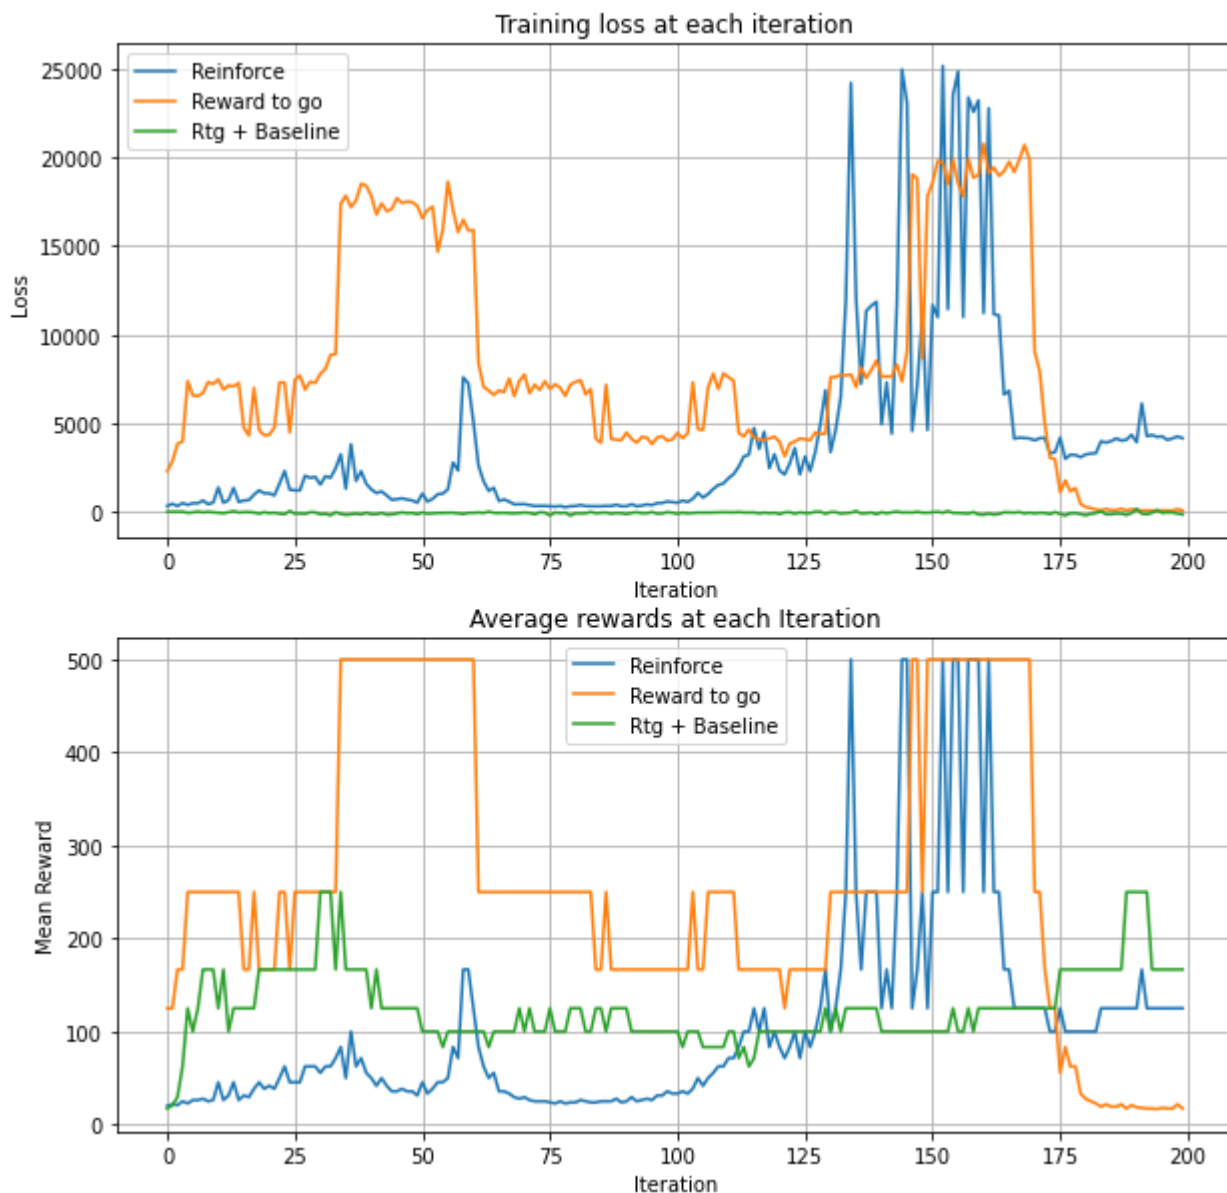 Training loss at each iteration
25000
20000
15000
10000
5000
0
Loss
Reinforce
Reward to go
Rtg + Baseline
0 25 50 75 100 125 150 175 200
Iteration
Average rewards at each Iteration
500
400
300
200
100
0
Mean Reward
Reinforce
Reward to go
Rtg + Baseline
0 25 50 75 100 125 150 175 200
Iteration